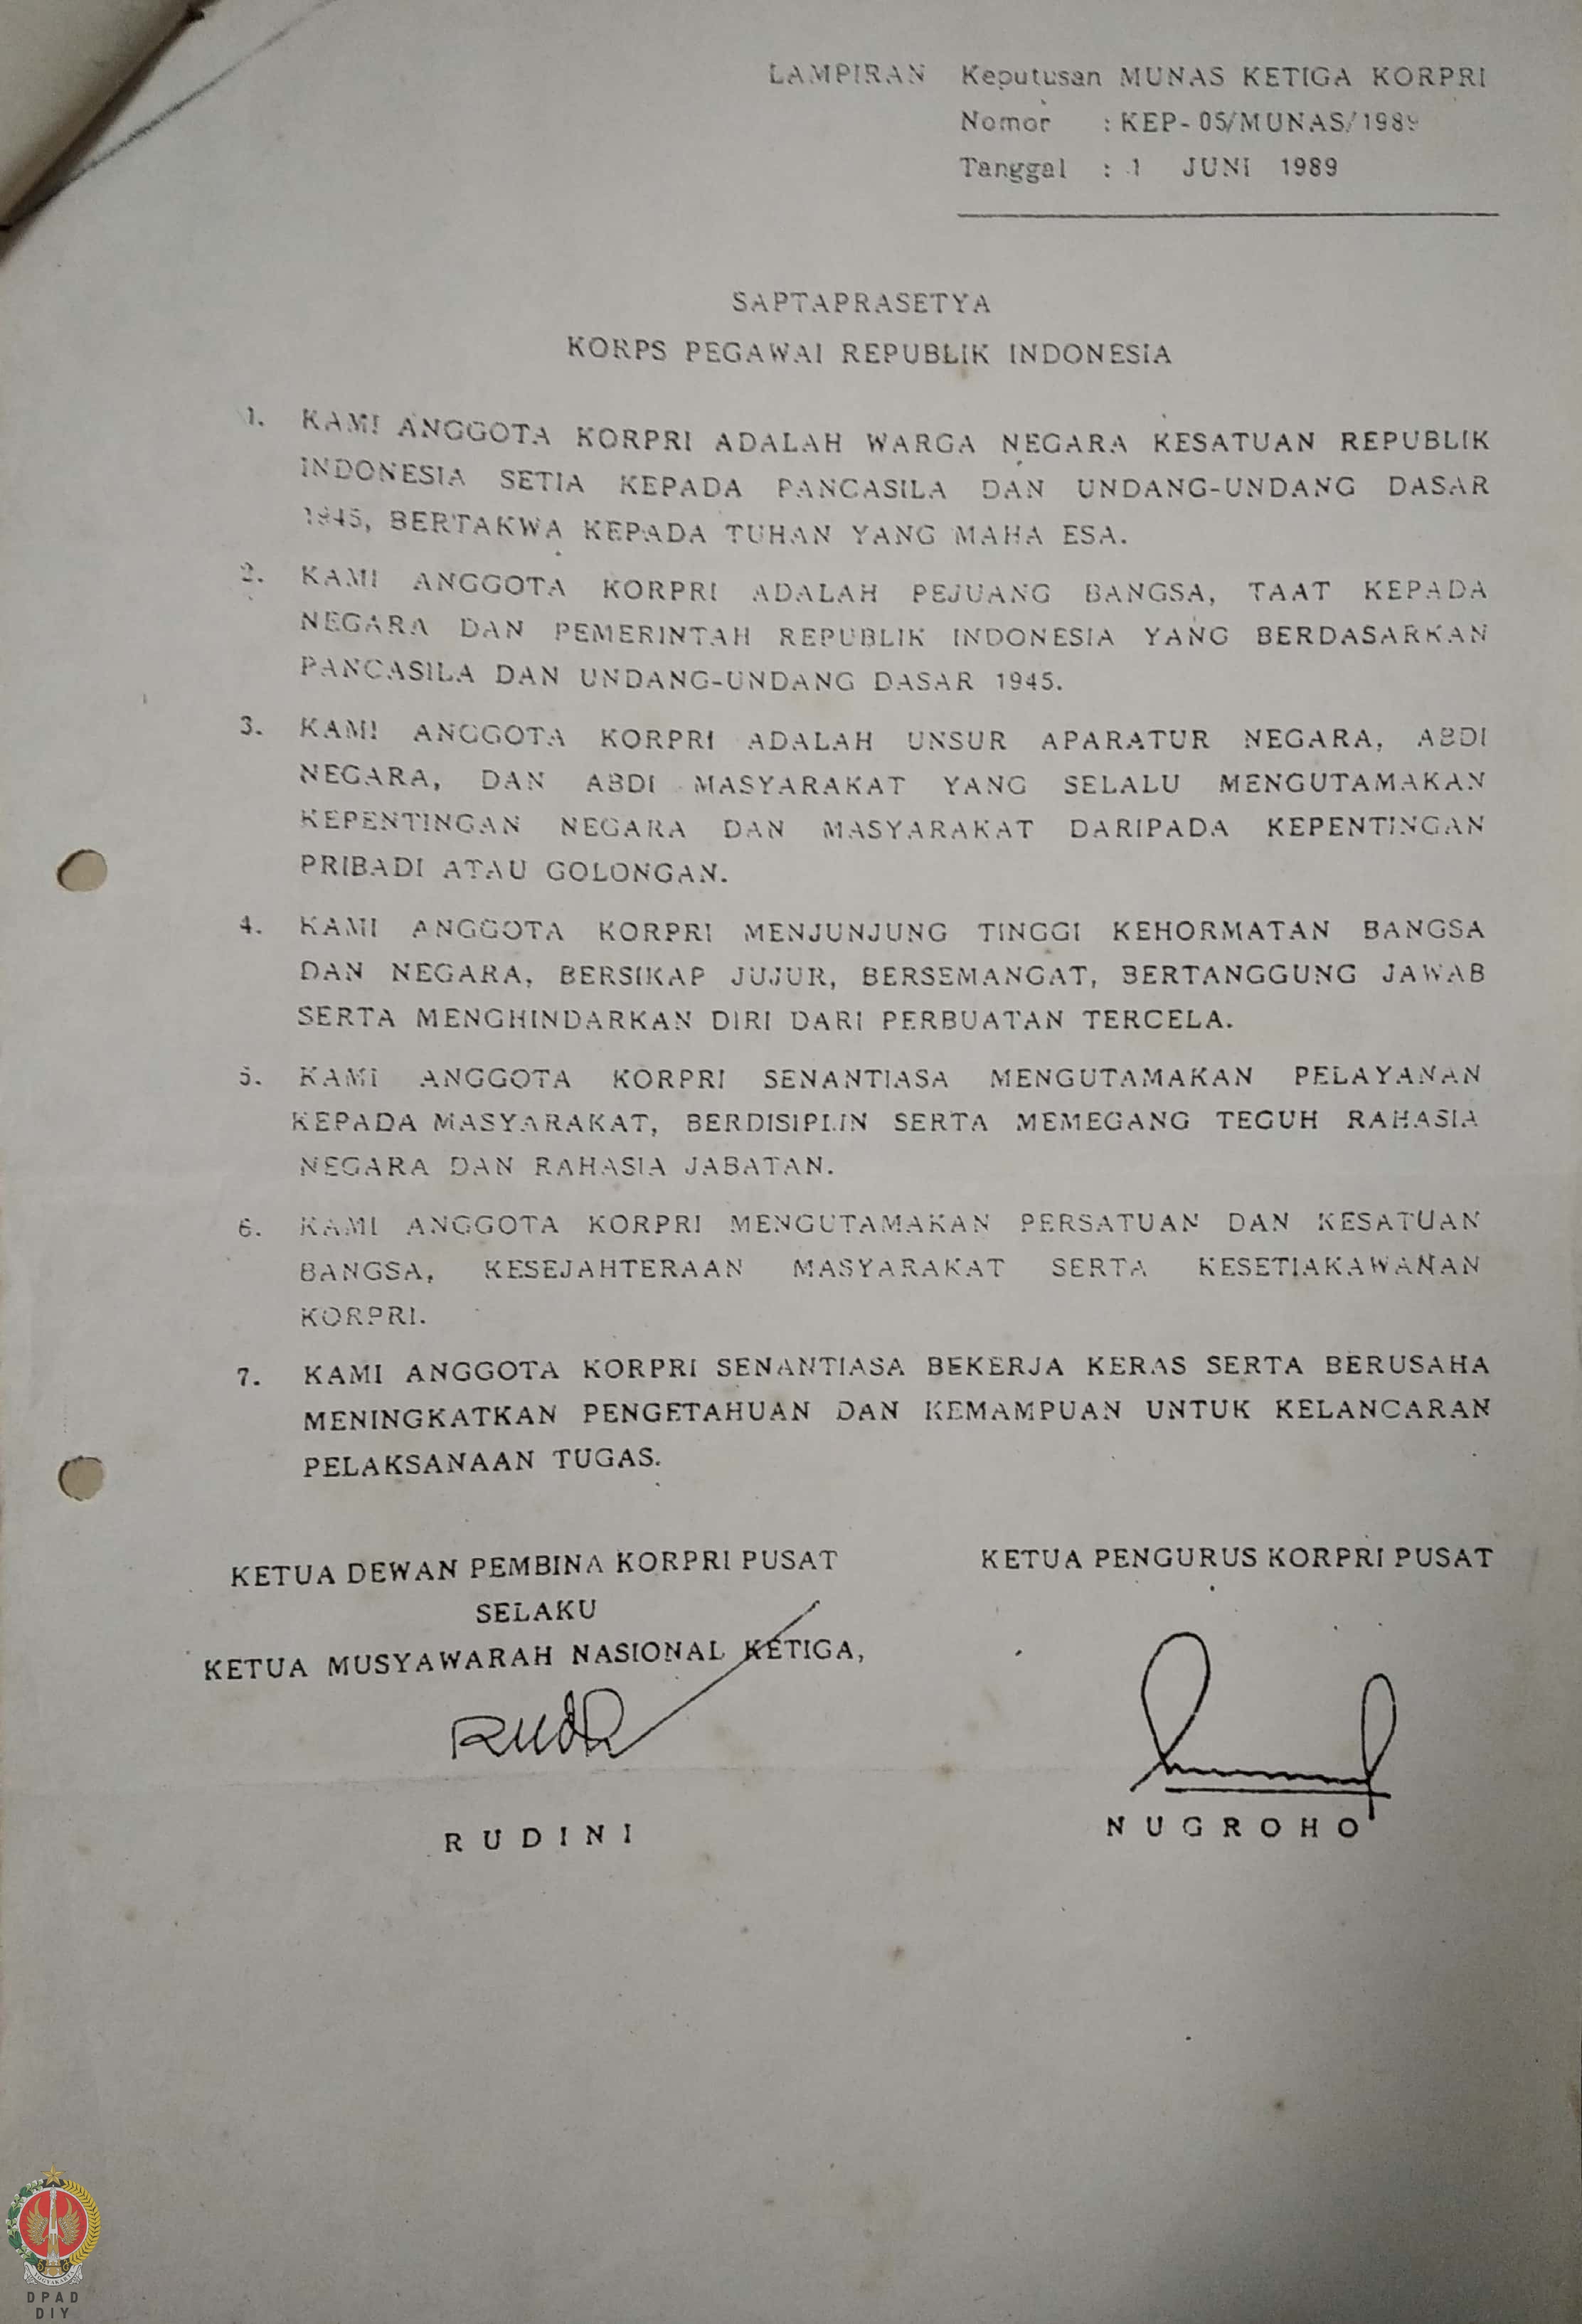 LAMPIRAN Keputusan MUNAS KETIGA KORPRI
Nomor : KEP-05/MUNAS/1989
Tanggal : 1 JUNI 1989
SAPTAPRASETYA
KORPS PEGAWAI REPUBLIK INDONESIA
1. KAMI ANGGOTA KORPRI ADALAH WARGA NEGARA KESATUAN REPUBLIK
INDONESIA SETIA KEPADA PANCASILA DAN UNDANG-UNDANG DASAR
1945, BERTAKWA KEPADA TUHAN YANG MAHA ESA.
2. KAMI ANGGOTA KORPRI ADALAH PEJUANG BANGSA, TAAT KEPADA
NEGARA DAN PEMERINTAH REPUBLIK INDONESIA YANG BERDASARKAN
PANCASILA DAN UNDANG-UNDANG DASAR 1945.
3. KAMI ANGGOTA KORPRI ADALAH UNSUR APARATUR NEGARA, ABDI
NEGARA, DAN ABDI MASYARAKAT YANG SELALU MENGUTAMAKAN
KEPENTINGAN NEGARA DAN MASYARAKAT DARIPADA KEPENTINGAN
PRIBADI ATAU GOLONGAN.
4. KAMI ANGGOTA KORPRI MENJUNJUNG TINGGI KEHORMATAN BANGSA
DAN NEGARA, BERSIKAP JUJUR, BERSEMANGAT, BERTANGGUNG JAWAB
SERTA MENGHINDARKAN DIRI DARI PERBUATAN TERCELA.
5. KAMI ANGGOTA KORPRI SENANTIASA MENGUTAMAKAN PELAYANAN
KEPADA MASYARAKAT, BERDISIPLIN SERTA MEMEGANG TEGUH RAHASIA
NEGARA DAN RAHASIA JABATAN.
6. KAMI ANGGOTA KORPRI MENGUTAMAKAN PERSATUAN DAN KESATUAN
BANGSA, KESEJAHTERAAN MASYARAKAT SERTA KESETIAKAWANAN
KORPRI.
7. KAMI ANGGOTA KORPRI SENANTIASA BEKERJA KERAS SERTA BERUSAHA
MENINGKATKAN PENGETAHUAN DAN KEMAMPUAN UNTUK KELANCARAN
PELAKSANAAN TUGAS.
KETUA DEWAN PEMBINA KORPRI PUSAT
SELAKU
KETUA MUSYAWARAH NASIONAL KETIGA,
RUDINI
KETUA PENGURUS KORPRI PUSAT
NUGROHO
YOGYAKARTA
DPAD
DIY